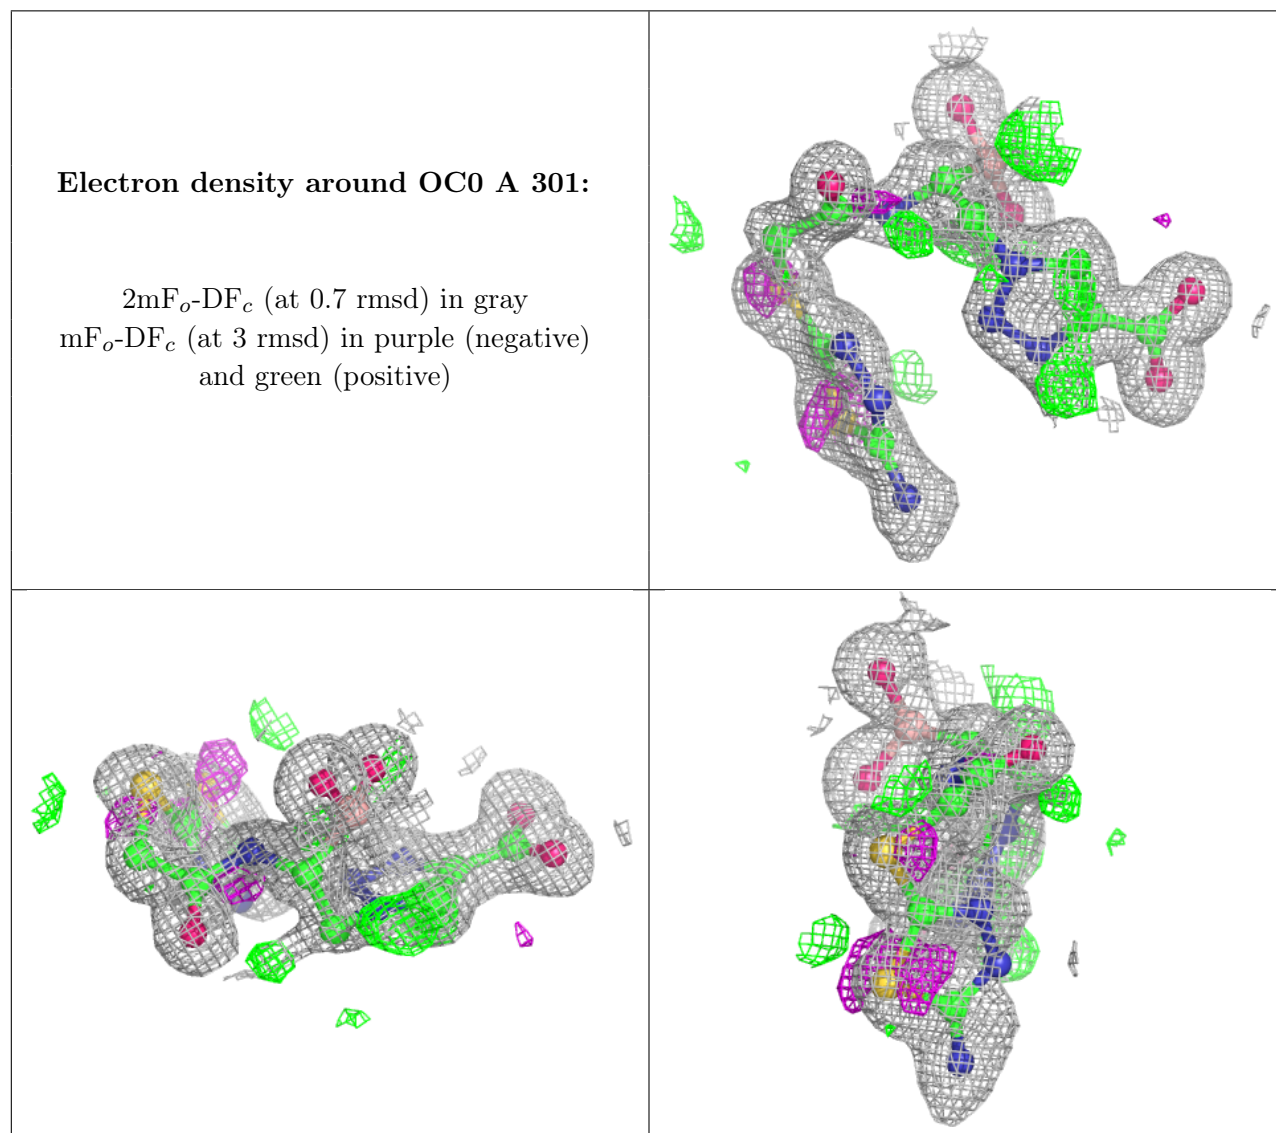 Electron density around OC0 A 301:
2mFₒ-DF𝒸 (at 0.7 rmsd) in gray
mFₒ-DF𝒸 (at 3 rmsd) in purple (negative)
and green (positive)